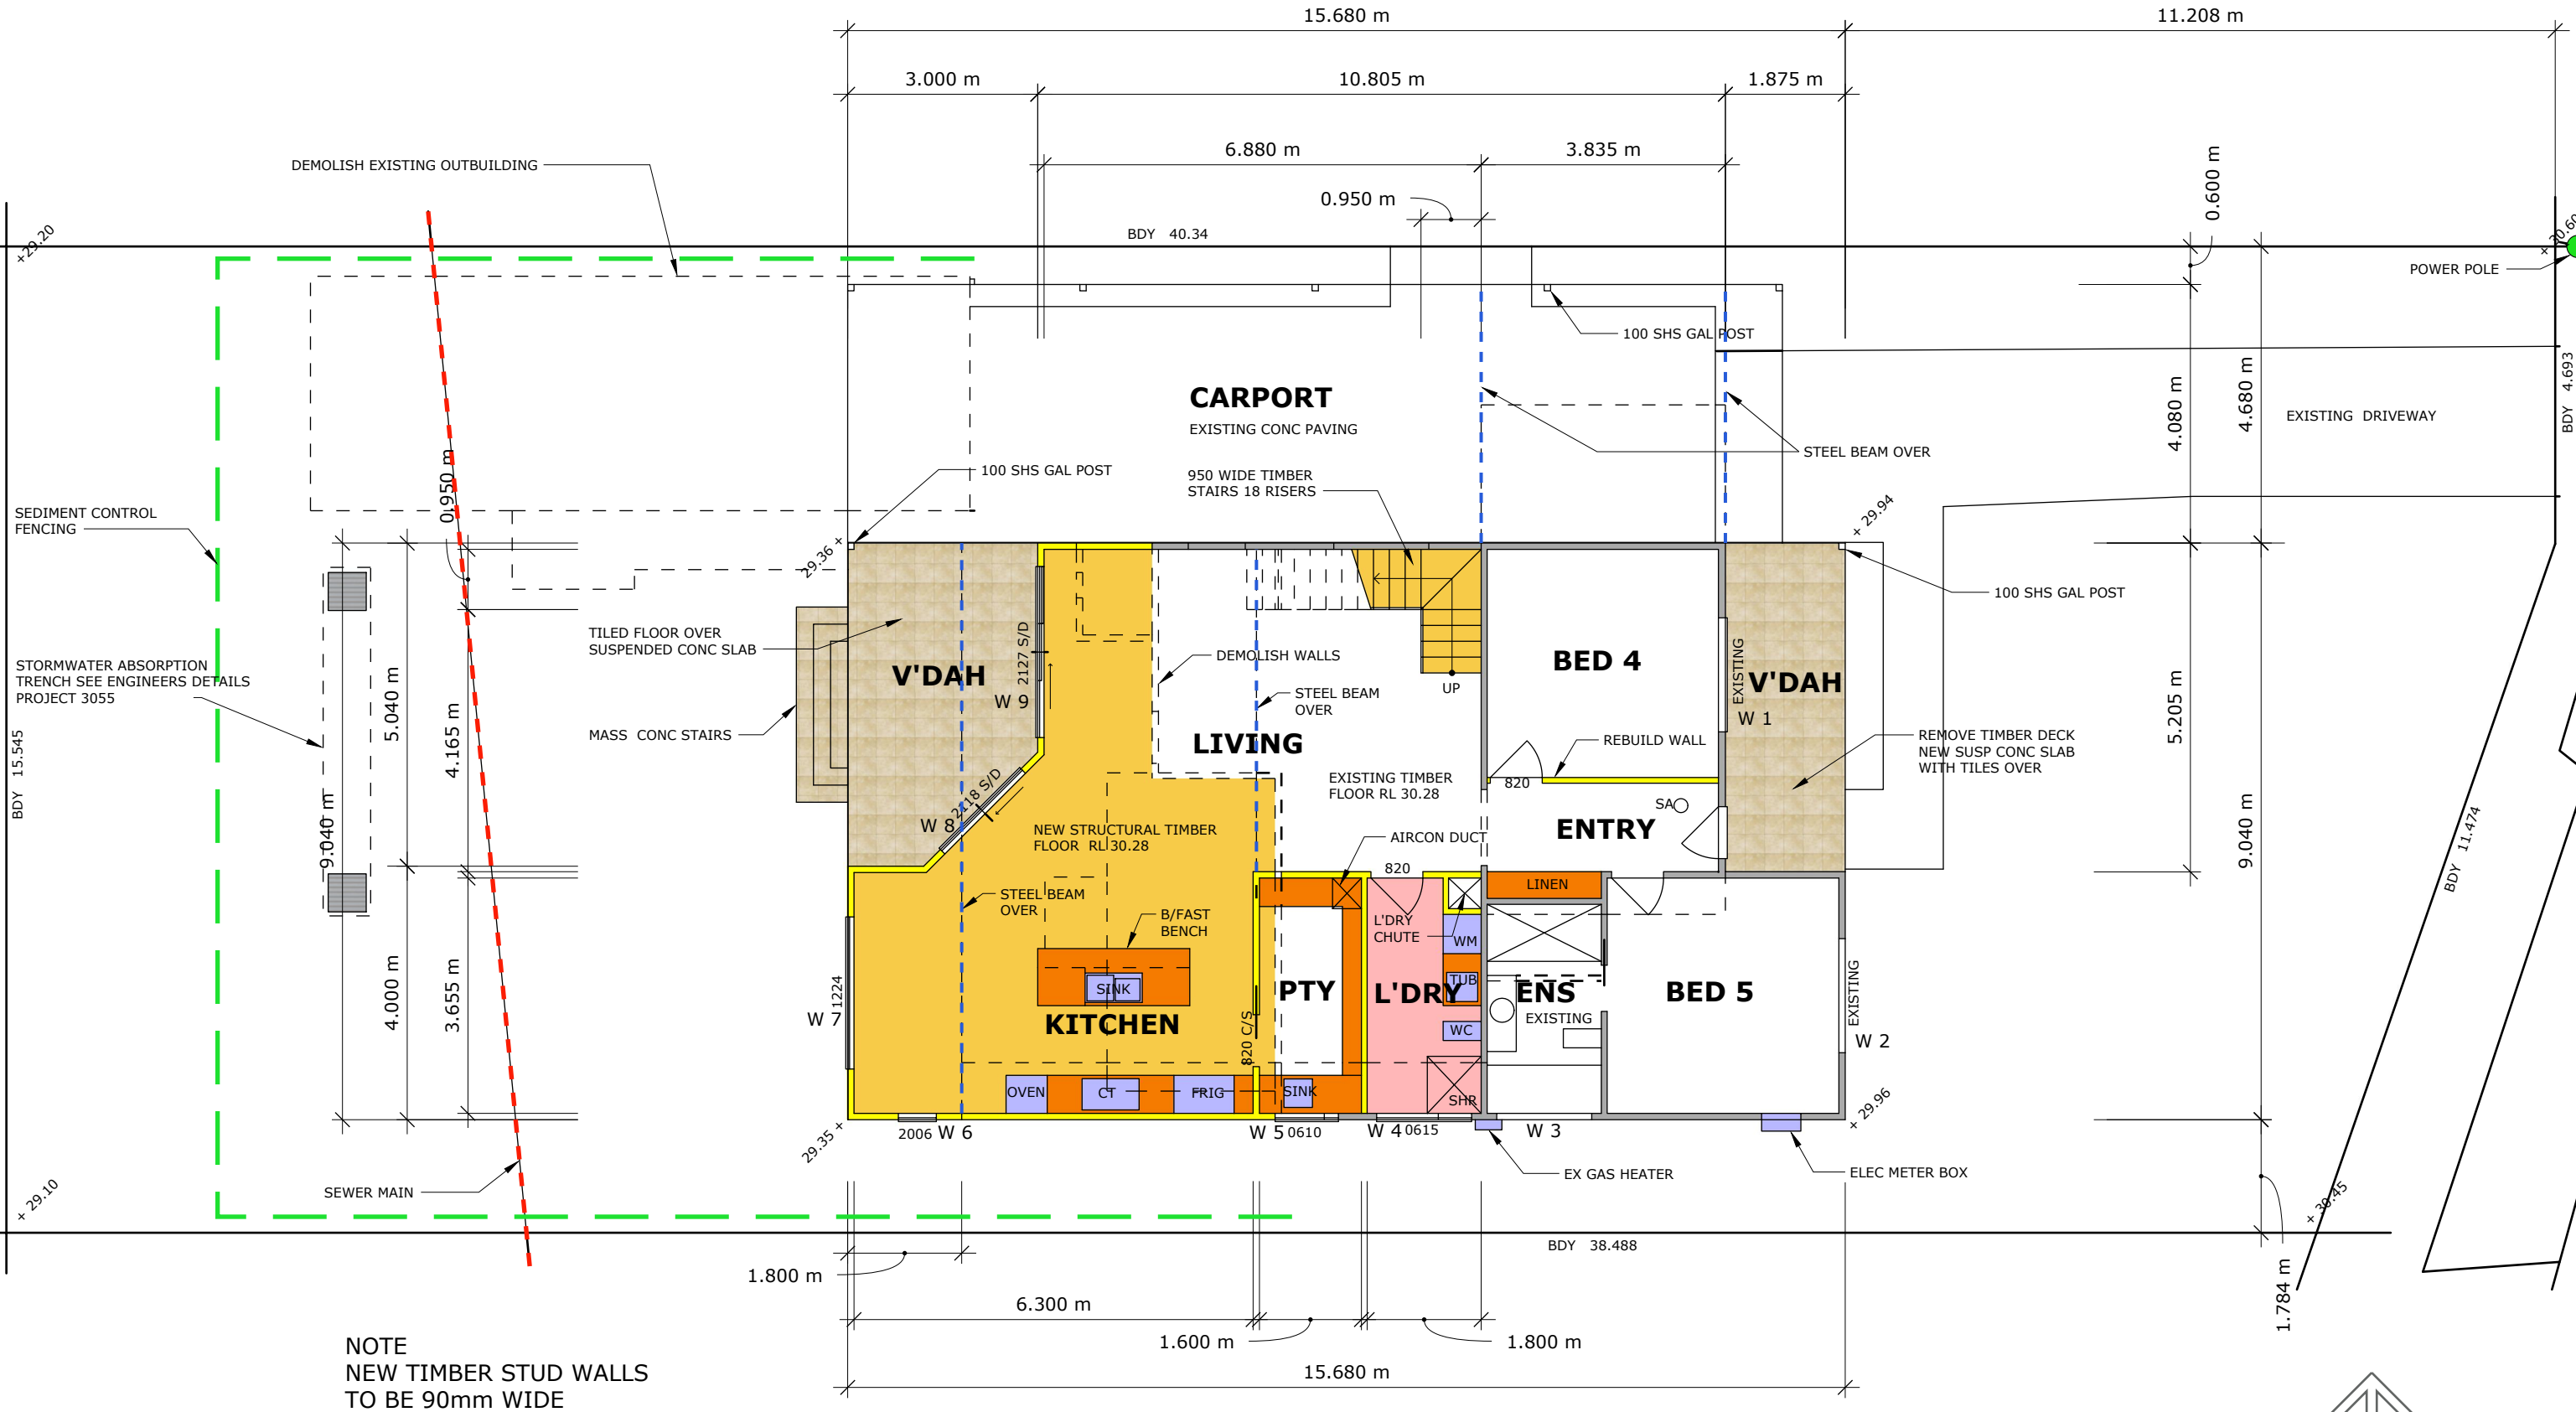 15.680 m
11.208 m
3.000 m
10.805 m
1.875 m
6.880 m
3.835 m
0.950 m
0.600 m
DEMOLISH EXISTING OUTBUILDING
BDY 40.34
+29.20
POWER POLE
100 SHS GAL POST
CARPORT
EXISTING CONC PAVING
4.080 m
4.680 m
EXISTING DRIVEWAY
BDY 4.693
STEEL BEAM OVER
100 SHS GAL POST
950 WIDE TIMBER
STAIRS 18 RISERS
0.950 m
SEDIMENT CONTROL
FENCING
29.36 +
+ 29.94
100 SHS GAL POST
TILED FLOOR OVER
SUSPENDED CONC SLAB
STORMWATER ABSORPTION
TRENCH SEE ENGINEERS DETAILS
PROJECT 3055
V'DAH
2127 S/D
W 9
DEMOLISH WALLS
STEEL BEAM
OVER
UP
BED 4
EXISTING
V'DAH
W 1
5.040 m
4.165 m
5.205 m
MASS CONC STAIRS
LIVING
REBUILD WALL
REMOVE TIMBER DECK
NEW SUSP CONC SLAB
WITH TILES OVER
BDY 15.545
9.040 m
EXISTING TIMBER
FLOOR RL 30.28
820
2118 S/D
W 8
NEW STRUCTURAL TIMBER
FLOOR RL 30.28
AIRCON DUCT
SA
ENTRY
9.040 m
BDY 11.474
820
STEEL BEAM
OVER
LINEN
B/FAST
BENCH
L'DRY
CHUTE
WM
4.000 m
3.655 m
1224
W 7
SINK
KITCHEN
820 C/S
PTY
L'DRY
TUB
ENS
EXISTING
BED 5
EXISTING
W 2
WC
OVEN
CT
FRIG
SINK
SHR
29.35 +
2006 W 6
W 5 0610
W 4 0615
W 3
+ 29.96
EX GAS HEATER
ELEC METER BOX
SEWER MAIN
+ 29.10
+ 30.45
BDY 38.488
1.800 m
1.784 m
6.300 m
1.600 m
1.800 m
15.680 m
NOTE
NEW TIMBER STUD WALLS
TO BE 90mm WIDE